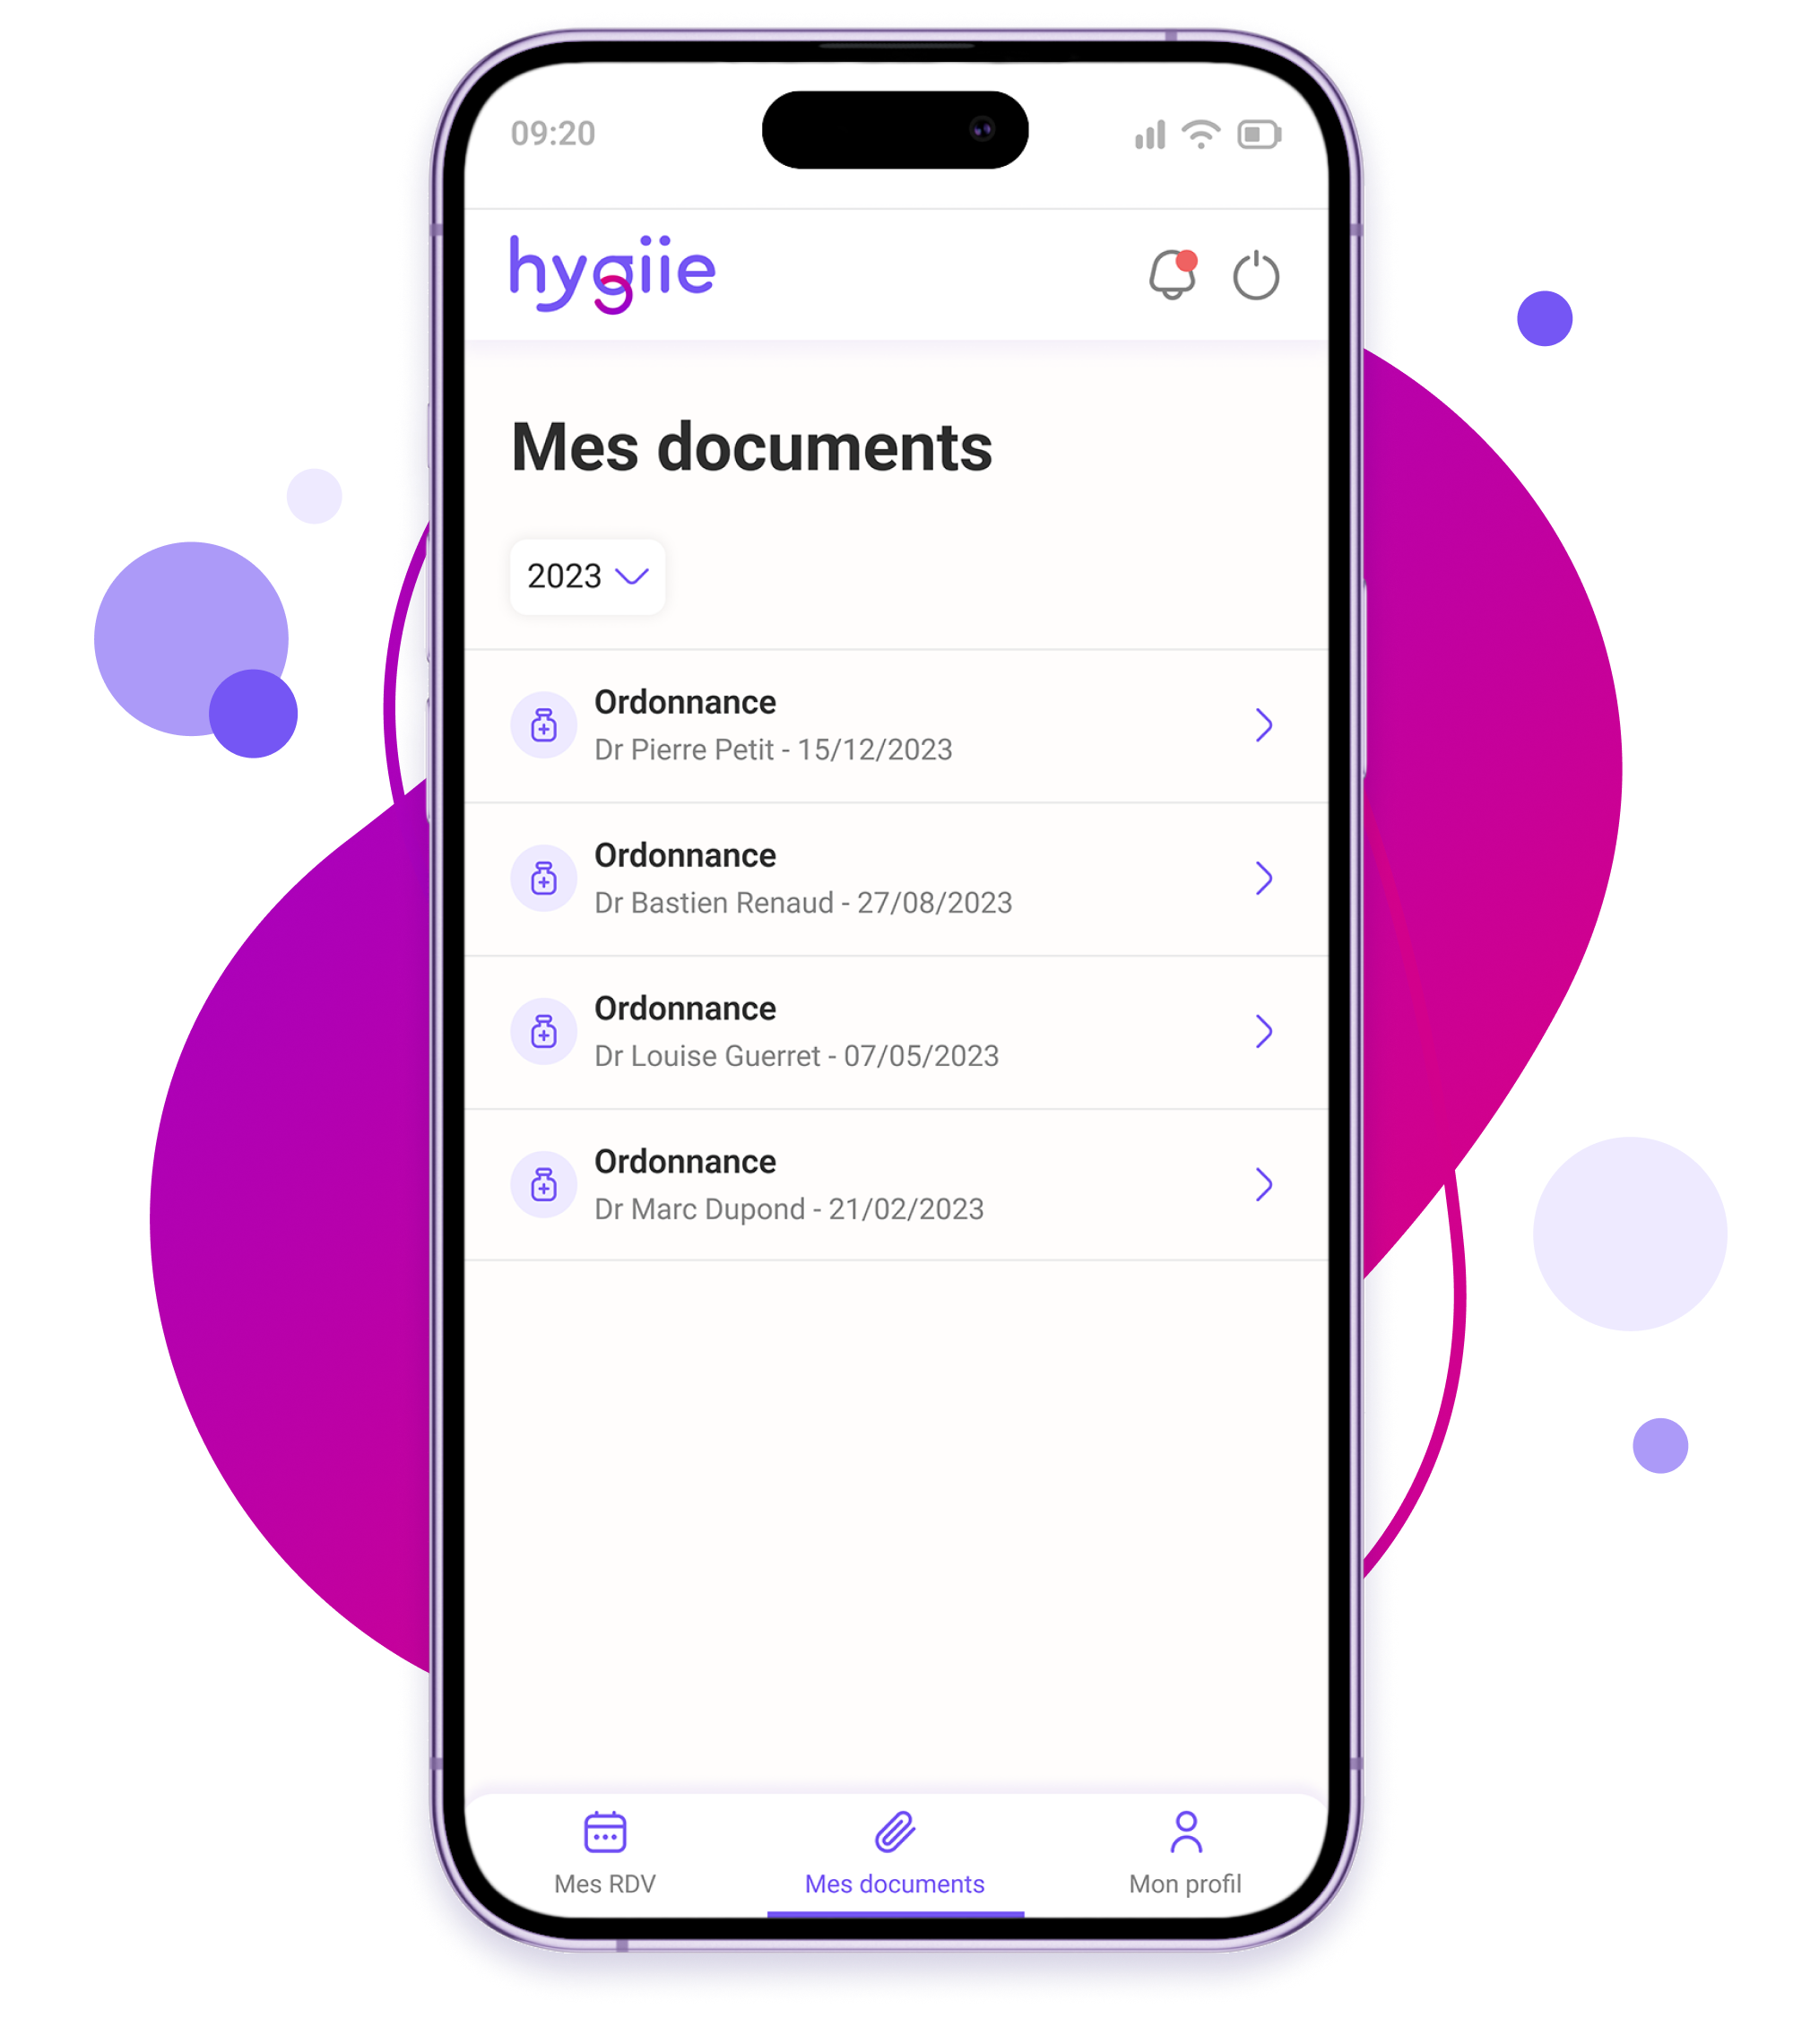 09:20
hygiie
Mes documents
2023
Ordonnance
Dr Pierre Petit - 15/12/2023
Ordonnance
Dr Bastien Renaud - 27/08/2023
Ordonnance
Dr Louise Guerret - 07/05/2023
Ordonnance
Dr Marc Dupond - 21/02/2023
Mes RDV
Mes documents
Mon profil